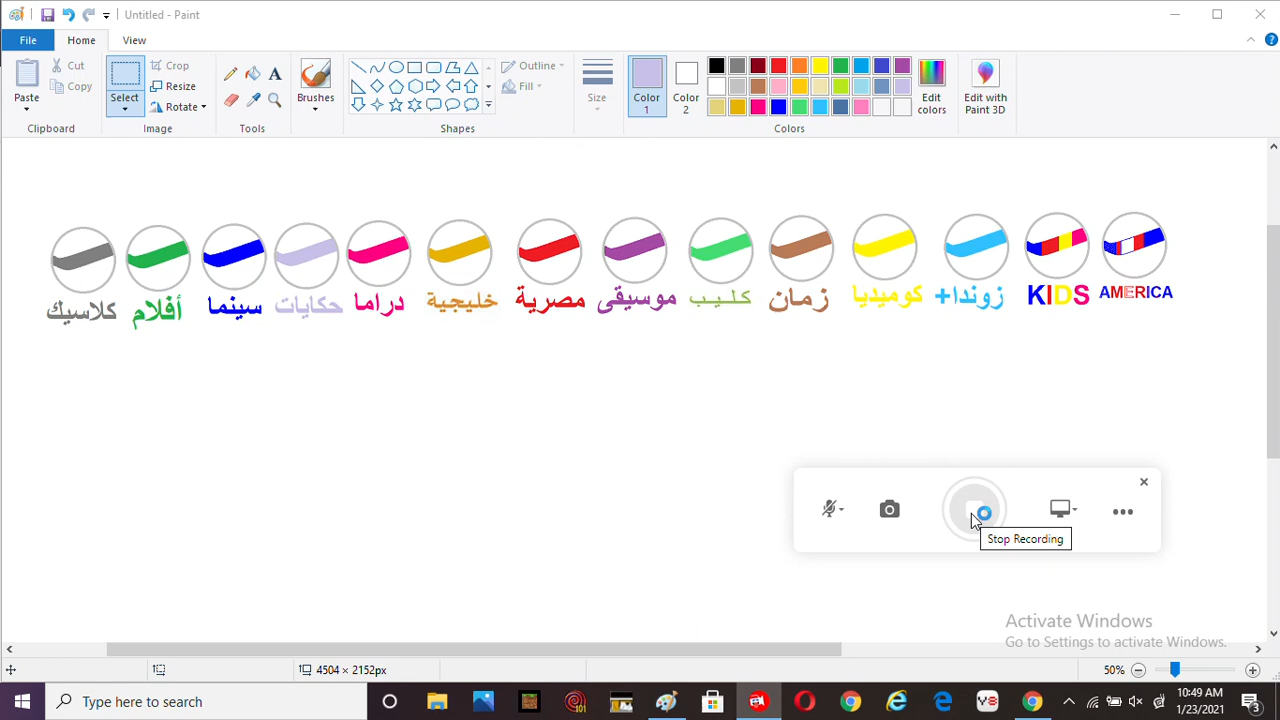 Untitled - Paint
File Home View
Paste
Cut
Copy
Clipboard
Select
Crop
Resize
Rotate
Image
Tools
Brushes
Outline
Fill
Shapes
Size
Color 1
Color 2
Edit colors
Colors
Edit with Paint 3D
كلاسيك أفلام سينما حكايات دراما خليجية مصرية موسيقى كليب زمان كوميديا زوندا+ KIDS AMERICA
Stop Recording
Activate Windows
Go to Settings to activate Windows.
4504 × 2152px
50%
Type here to search
101
10:49 AM
1/23/2021
3